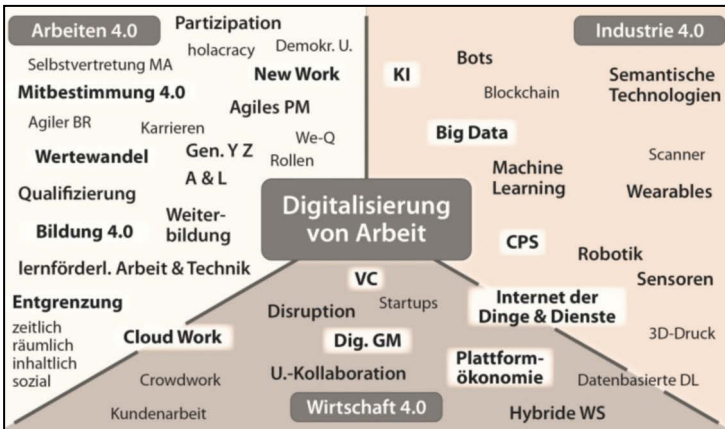 Arbeiten 4.0
Partizipation
holacracy
Demokr. U.
Selbstvertretung MA
New Work
Mitbestimmung 4.0
Agiles PM
Agiler BR
Karrieren
We-Q
Wertewandel
Gen. Y Z
Rollen
A & L
Qualifizierung
Weiter-
bildung
Bildung 4.0
lernförderl. Arbeit & Technik
Entgrenzung
zeitlich
räumlich
inhaltlich
sozial
Industrie 4.0
Bots
KI
Semantische
Technologien
Blockchain
Big Data
Scanner
Machine
Learning
Wearables
CPS
Robotik
Sensoren
Internet der
Dinge & Dienste
3D-Druck
Datenbasierte DL
Digitalisierung
von Arbeit
VC
Disruption
Startups
Cloud Work
Dig. GM
Plattform-
ökonomie
U.-Kollaboration
Crowdwork
Kundenarbeit
Wirtschaft 4.0
Hybride WS